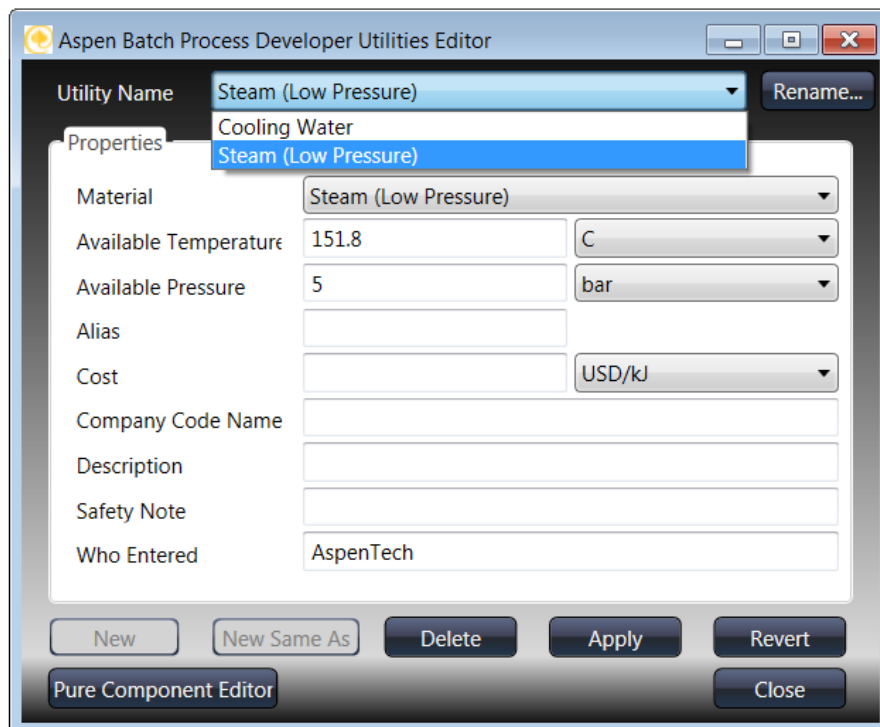 Aspen Batch Process Developer Utilities Editor
Utility Name Steam (Low Pressure) Rename...
Cooling Water
Steam (Low Pressure)
Properties
Material Steam (Low Pressure)
Available Temperature 151.8 C
Available Pressure 5 bar
Alias
Cost USD/kJ
Company Code Name
Description
Safety Note
Who Entered AspenTech
New New Same As Delete Apply Revert
Pure Component Editor Close